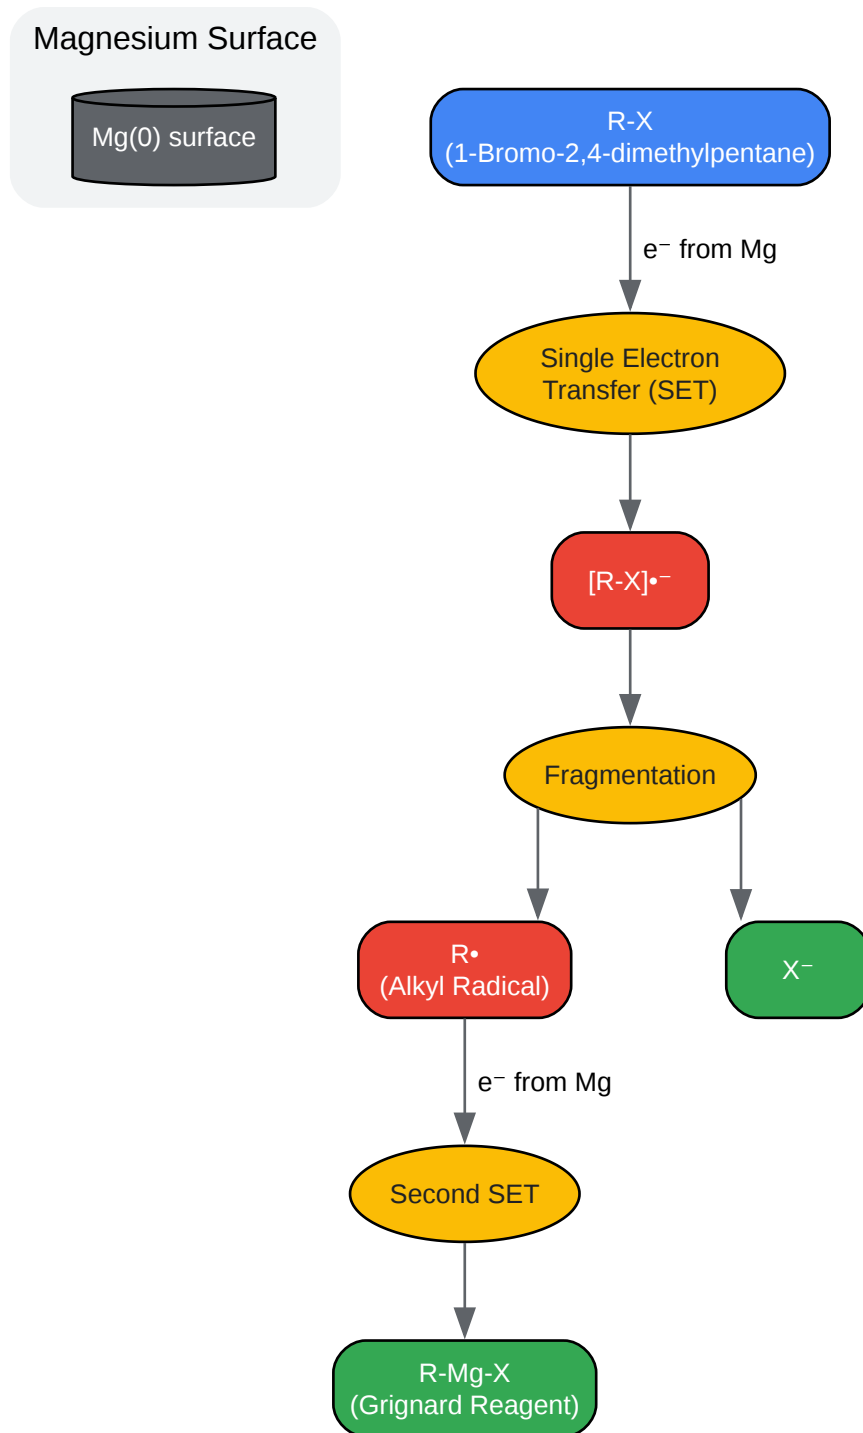 Magnesium Surface
Mg(0) surface
R-X
(1-Bromo-2,4-dimethylpentane)
e⁻ from Mg
Single Electron
Transfer (SET)
[R-X]•⁻
Fragmentation
R•
(Alkyl Radical)
X⁻
e⁻ from Mg
Second SET
R-Mg-X
(Grignard Reagent)